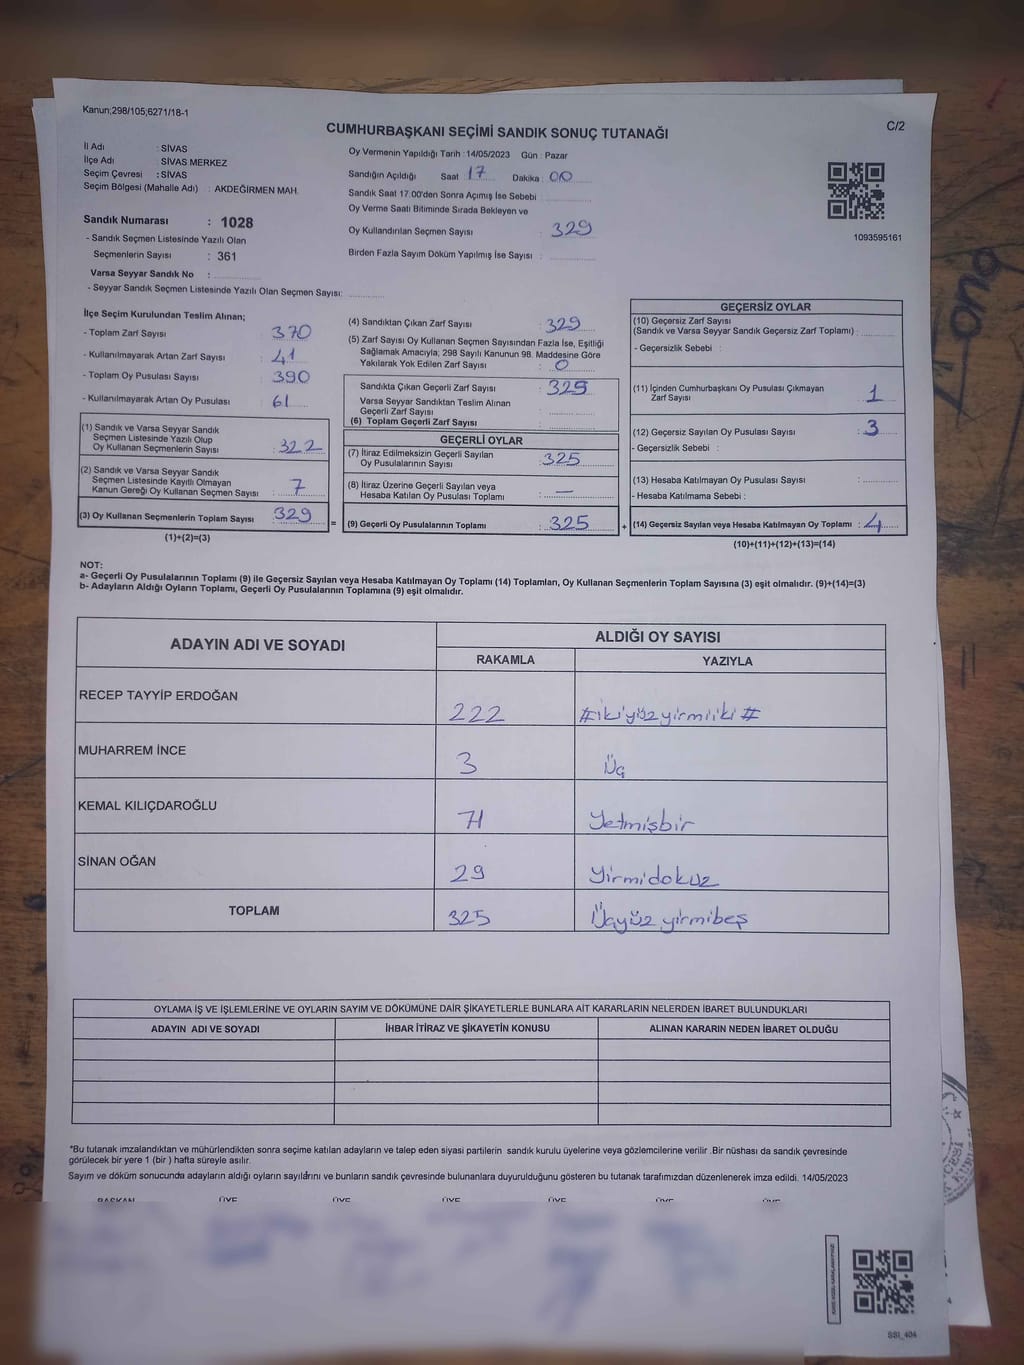 Kanun;298/105;6271/18-1
C/2
CUMHURBAŞKANI SEÇİMİ SANDIK SONUÇ TUTANAĞI
İl Adı : SİVAS
İlçe Adı : SİVAS MERKEZ
Seçim Çevresi : SİVAS
Seçim Bölgesi (Mahalle Adı) : AKDEĞİRMEN MAH.
Sandık Numarası : 1028
- Sandık Seçmen Listesinde Yazılı Olan
Seçmenlerin Sayısı : 361
Varsa Seyyar Sandık No :
- Seyyar Sandık Seçmen Listesinde Yazılı Olan Seçmen Sayısı:
Oy Vermenin Yapıldığı Tarih : 14/05/2023 Gün : Pazar
Sandığın Açıldığı Saat 17 Dakika : 00
Sandık Saat 17.00'den Sonra Açımış İse Sebebi :
Oy Verme Saati Bitiminde Sırada Bekleyen ve
Oy Kullandırılan Seçmen Sayısı : 329
Birden Fazla Sayım Döküm Yapılmış İse Sayısı :
1093595161
İlçe Seçim Kurulundan Teslim Alınan;
- Toplam Zarf Sayısı : 370
- Kullanılmayarak Artan Zarf Sayısı : 41
- Toplam Oy Pusulası Sayısı : 390
- Kullanılmayarak Artan Oy Pusulası : 61
(1) Sandık ve Varsa Seyyar Sandık
Seçmen Listesinde Yazılı Olup
Oy Kullanan Seçmenlerin Sayısı : 322
(2) Sandık ve Varsa Seyyar Sandık
Seçmen Listesinde Kayıtlı Olmayan
Kanun Gereği Oy Kullanan Seçmen Sayısı : 7
(3) Oy Kullanan Seçmenlerin Toplam Sayısı : 329
(1)+(2)=(3)
(4) Sandıktan Çıkan Zarf Sayısı : 329
(5) Zarf Sayısı Oy Kullanan Seçmen Sayısından Fazla İse, Eşitliği
Sağlamak Amacıyla; 298 Sayılı Kanunun 98. Maddesine Göre
Yakılarak Yok Edilen Zarf Sayısı : 0
Sandıkta Çıkan Geçerli Zarf Sayısı : 329
Varsa Seyyar Sandıktan Teslim Alınan
Geçerli Zarf Sayısı :
(6) Toplam Geçerli Zarf Sayısı :
GEÇERLİ OYLAR
(7) İtiraz Edilmeksizin Geçerli Sayılan
Oy Pusulalarının Sayısı : 325
(8) İtiraz Üzerine Geçerli Sayılan veya
Hesaba Katılan Oy Pusulası Toplamı : —
= (9) Geçerli Oy Pusulalarının Toplamı : 325 +
GEÇERSİZ OYLAR
(10) Geçersiz Zarf Sayısı
(Sandık ve Varsa Seyyar Sandık Geçersiz Zarf Toplamı) :
- Geçersizlik Sebebi :
(11) İçinden Cumhurbaşkanı Oy Pusulası Çıkmayan
Zarf Sayısı : 1
(12) Geçersiz Sayılan Oy Pusulası Sayısı : 3
- Geçersizlik Sebebi :
(13) Hesaba Katılmayan Oy Pusulası Sayısı :
- Hesaba Katılmama Sebebi :
(14) Geçersiz Sayılan veya Hesaba Katılmayan Oy Toplamı : 4
(10)+(11)+(12)+(13)=(14)
NOT:
a- Geçerli Oy Pusulalarının Toplamı (9) ile Geçersiz Sayılan veya Hesaba Katılmayan Oy Toplamı (14) Toplamları, Oy Kullanan Seçmenlerin Toplam Sayısına (3) eşit olmalıdır. (9)+(14)=(3)
b- Adayların Aldığı Oyların Toplamı, Geçerli Oy Pusulalarının Toplamına (9) eşit olmalıdır.
ADAYIN ADI VE SOYADI ALDIĞI OY SAYISI
RAKAMLA YAZIYLA
RECEP TAYYİP ERDOĞAN 222 #ikiyüzyirmiiki#
MUHARREM İNCE 3 Üç
KEMAL KILIÇDAROĞLU 71 Yetmişbir
SİNAN OĞAN 29 Yirmidokuz
TOPLAM 325 Üçyüzyirmibeş
OYLAMA İŞ VE İŞLEMLERİNE VE OYLARIN SAYIM VE DÖKÜMÜNE DAİR ŞİKAYETLERLE BUNLARA AİT KARARLARIN NELERDEN İBARET BULUNDUKLARI
ADAYIN ADI VE SOYADI İHBAR İTİRAZ VE ŞİKAYETİN KONUSU ALINAN KARARIN NEDEN İBARET OLDUĞU
*Bu tutanak imzalandıktan ve mühürlendikten sonra seçime katılan adayların ve talep eden siyasi partilerin sandık kurulu üyelerine veya gözlemcilerine verilir .Bir nüshası da sandık çevresinde
görülecek bir yere 1 (bir ) hafta süreyle asılır.
Sayım ve döküm sonucunda adayların aldığı oyların sayılarını ve bunların sandık çevresinde bulunanlara duyurulduğunu gösteren bu tutanak tarafımızdan düzenlenerek imza edildi. 14/05/2023
BAŞKAN ÜYE ÜYE ÜYE ÜYE ÜYE ÜYE
SSİ_404